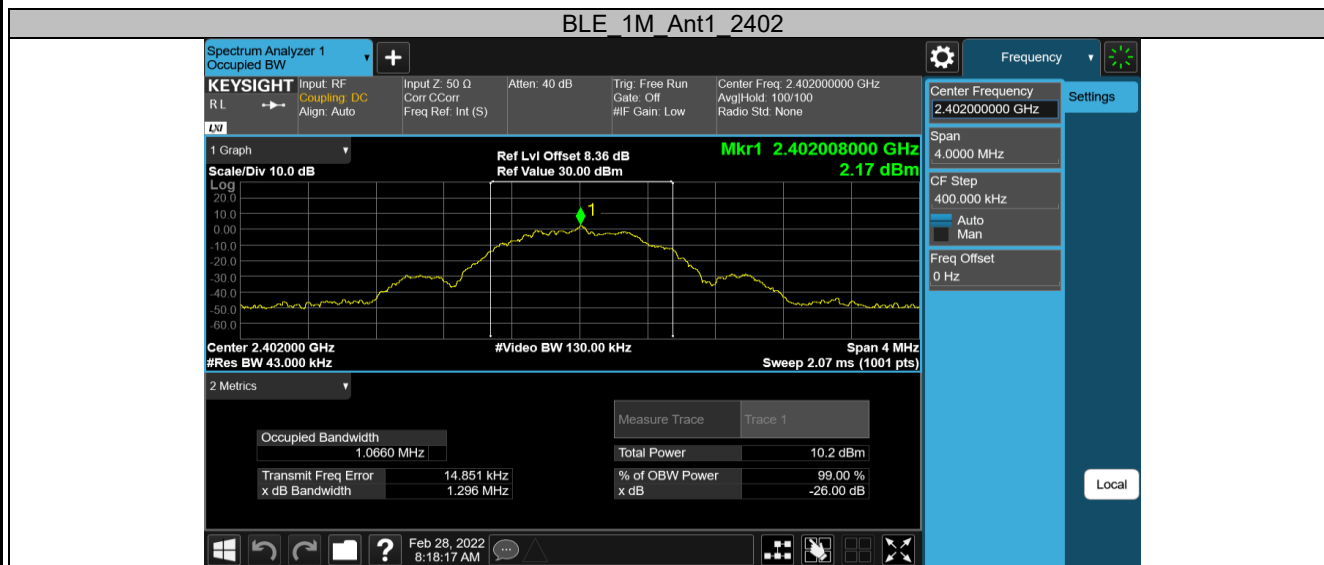 BLE_1M_Ant1_2402
Spectrum Analyzer 1
Occupied BW
Frequency
KEYSIGHT
R L
LXI
Input: RF
Coupling: DC
Align: Auto
Input Z: 50 Ω
Corr CCorr
Freq Ref: Int (S)
Atten: 40 dB
Trig: Free Run
Gate: Off
#IF Gain: Low
Center Freq: 2.402000000 GHz
Avg|Hold: 100/100
Radio Std: None
Center Frequency
2.402000000 GHz
Settings
Span
4.0000 MHz
CF Step
400.000 kHz
Auto
Man
Freq Offset
0 Hz
1 Graph
Scale/Div 10.0 dB
Ref Lvl Offset 8.36 dB
Ref Value 30.00 dBm
Mkr1 2.402008000 GHz
2.17 dBm
Log
20.0
10.0
0.00
-10.0
-20.0
-30.0
-40.0
-50.0
-60.0
1
Center 2.402000 GHz
#Res BW 43.000 kHz
#Video BW 130.00 kHz
Span 4 MHz
Sweep 2.07 ms (1001 pts)
2 Metrics
Measure Trace Trace 1
Occupied Bandwidth
1.0660 MHz
Total Power 10.2 dBm
Transmit Freq Error 14.851 kHz
% of OBW Power 99.00 %
x dB Bandwidth 1.296 MHz
x dB -26.00 dB
Local
?
Feb 28, 2022
8:18:17 AM